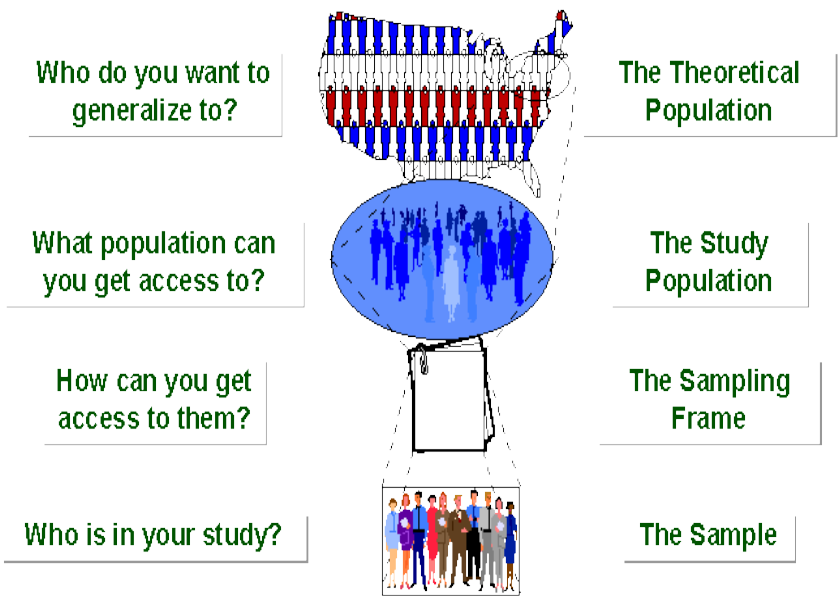 Who do you want to
generalize to?
The Theoretical
Population
What population can
you get access to?
The Study
Population
How can you get
access to them?
The Sampling
Frame
Who is in your study?
The Sample